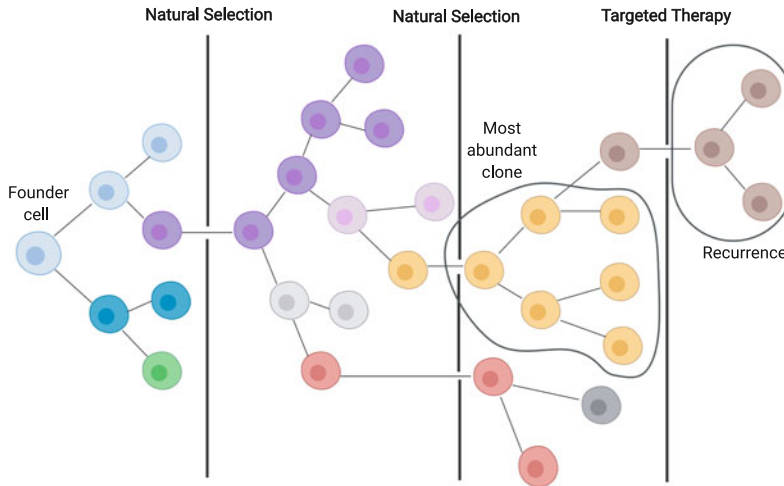 Natural Selection
Natural Selection
Targeted Therapy
Most
abundant
clone
Founder
cell
Recurrence